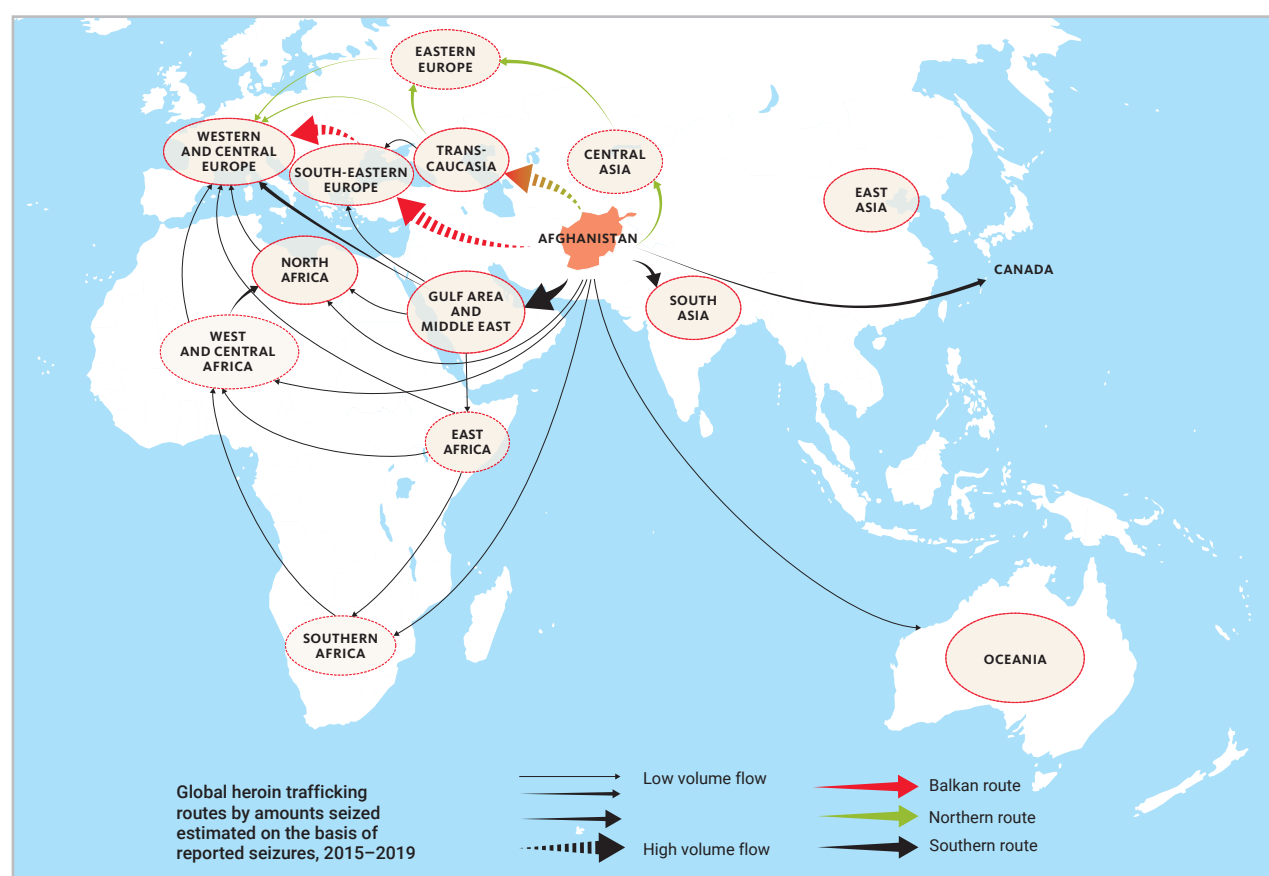 EASTERN
EUROPE
WESTERN
AND CENTRAL
EUROPE
TRANS-
CAUCASIA
SOUTH-EASTERN
EUROPE
CENTRAL
ASIA
EAST
ASIA
AFGHANISTAN
NORTH
AFRICA
CANADA
GULF AREA
AND
MIDDLE EAST
SOUTH
ASIA
WEST
AND CENTRAL
AFRICA
EAST
AFRICA
SOUTHERN
AFRICA
OCEANIA
Global heroin trafficking
routes by amounts seized
estimated on the basis of
reported seizures, 2015–2019
Low volume flow
High volume flow
Balkan route
Northern route
Southern route